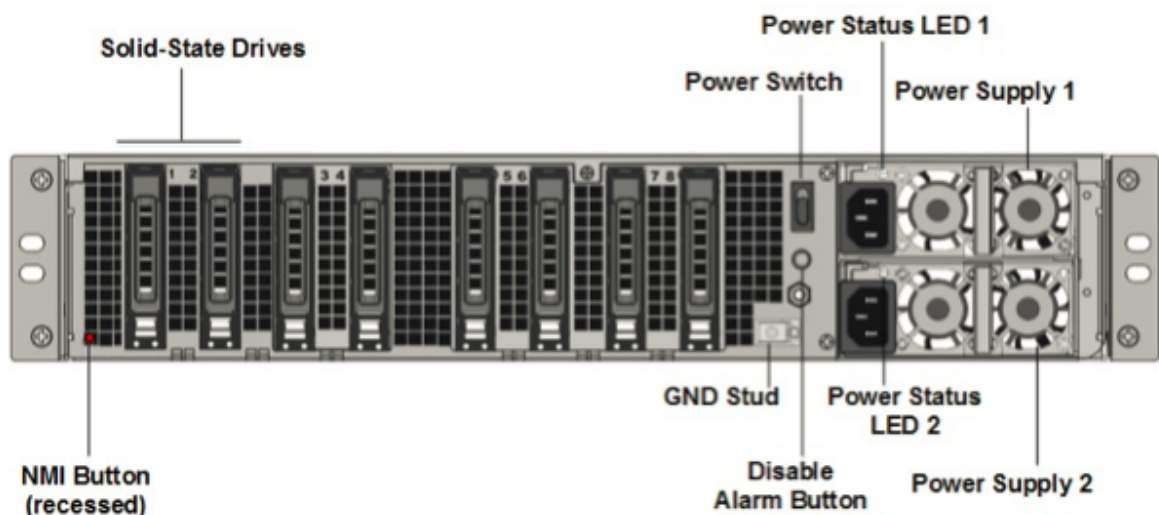 Power Status LED 1
Solid-State Drives
Power Switch
Power Supply 1
1 2 3 4 5 6 7 8
GND Stud
Power Status
LED 2
NMI Button
(recessed)
Disable
Alarm Button
Power Supply 2